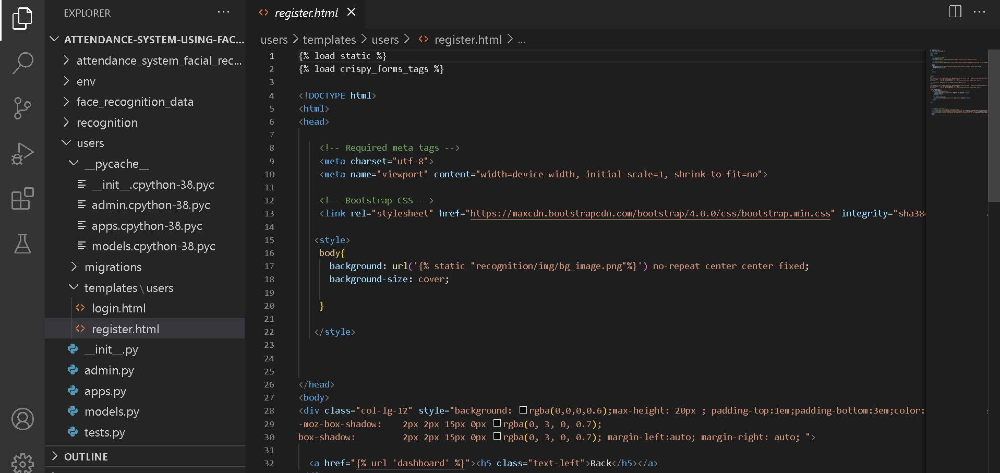 EXPLORER
ATTENDANCE-SYSTEM-USING-FAC...
attendance_system_facial_rec...
env
face_recognition_data
recognition
users
__pycache__
__init__.cpython-38.pyc
admin.cpython-38.pyc
apps.cpython-38.pyc
models.cpython-38.pyc
migrations
templates\users
login.html
register.html
__init__.py
admin.py
apps.py
models.py
tests.py
OUTLINE
register.html
users > templates > users > register.html > ...
1 {% load static %}
2 {% load crispy_forms_tags %}
3
4 <!DOCTYPE html>
5 <html>
6 <head>
7
8 <!-- Required meta tags -->
9 <meta charset="utf-8">
10 <meta name="viewport" content="width=device-width, initial-scale=1, shrink-to-fit=no">
11
12 <!-- Bootstrap CSS -->
13 <link rel="stylesheet" href="https://maxcdn.bootstrapcdn.com/bootstrap/4.0.0/css/bootstrap.min.css" integrity="sha384
14
15 <style>
16 body{
17 background: url('{% static "recognition/img/bg_image.png"%}') no-repeat center center fixed;
18 background-size: cover;
19
20 }
21
22 </style>
23
24
25
26 </head>
27 <body>
28 <div class="col-lg-12" style="background: rgba(0,0,0,0.6);max-height: 20px ; padding-top:1em;padding-bottom:3em;color:
29 -moz-box-shadow: 2px 2px 15px 0px rgba(0, 3, 0, 0.7);
30 box-shadow: 2px 2px 15px 0px rgba(0, 3, 0, 0.7); margin-left:auto; margin-right: auto; ">
31
32 <a href="{% url 'dashboard' %}"><h5 class="text-left">Back</h5></a>